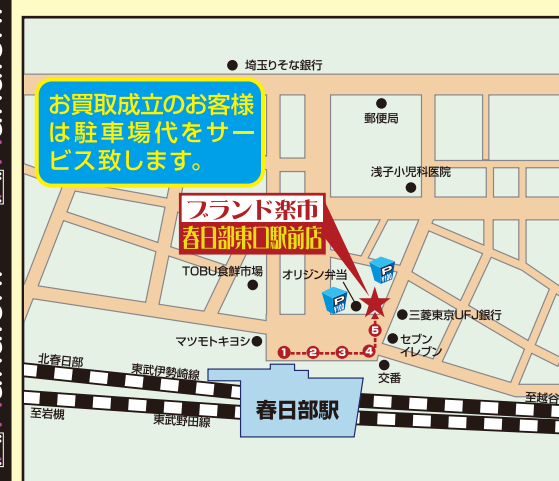 埼玉りそな銀行
お買取成立のお客様
は駐車場代をサー
ビス致します。
郵便局
浅子小児科医院
ブランド楽市
春日部東口駅前店
TOBU食鮮市場
オリジン弁当
P
P
三菱東京UFJ銀行
マツモトキヨシ
セブン
イレブン
1 2 3 4 5
交番
北春日部
東武伊勢崎線
至越谷
至岩槻
東武野田線
春日部駅